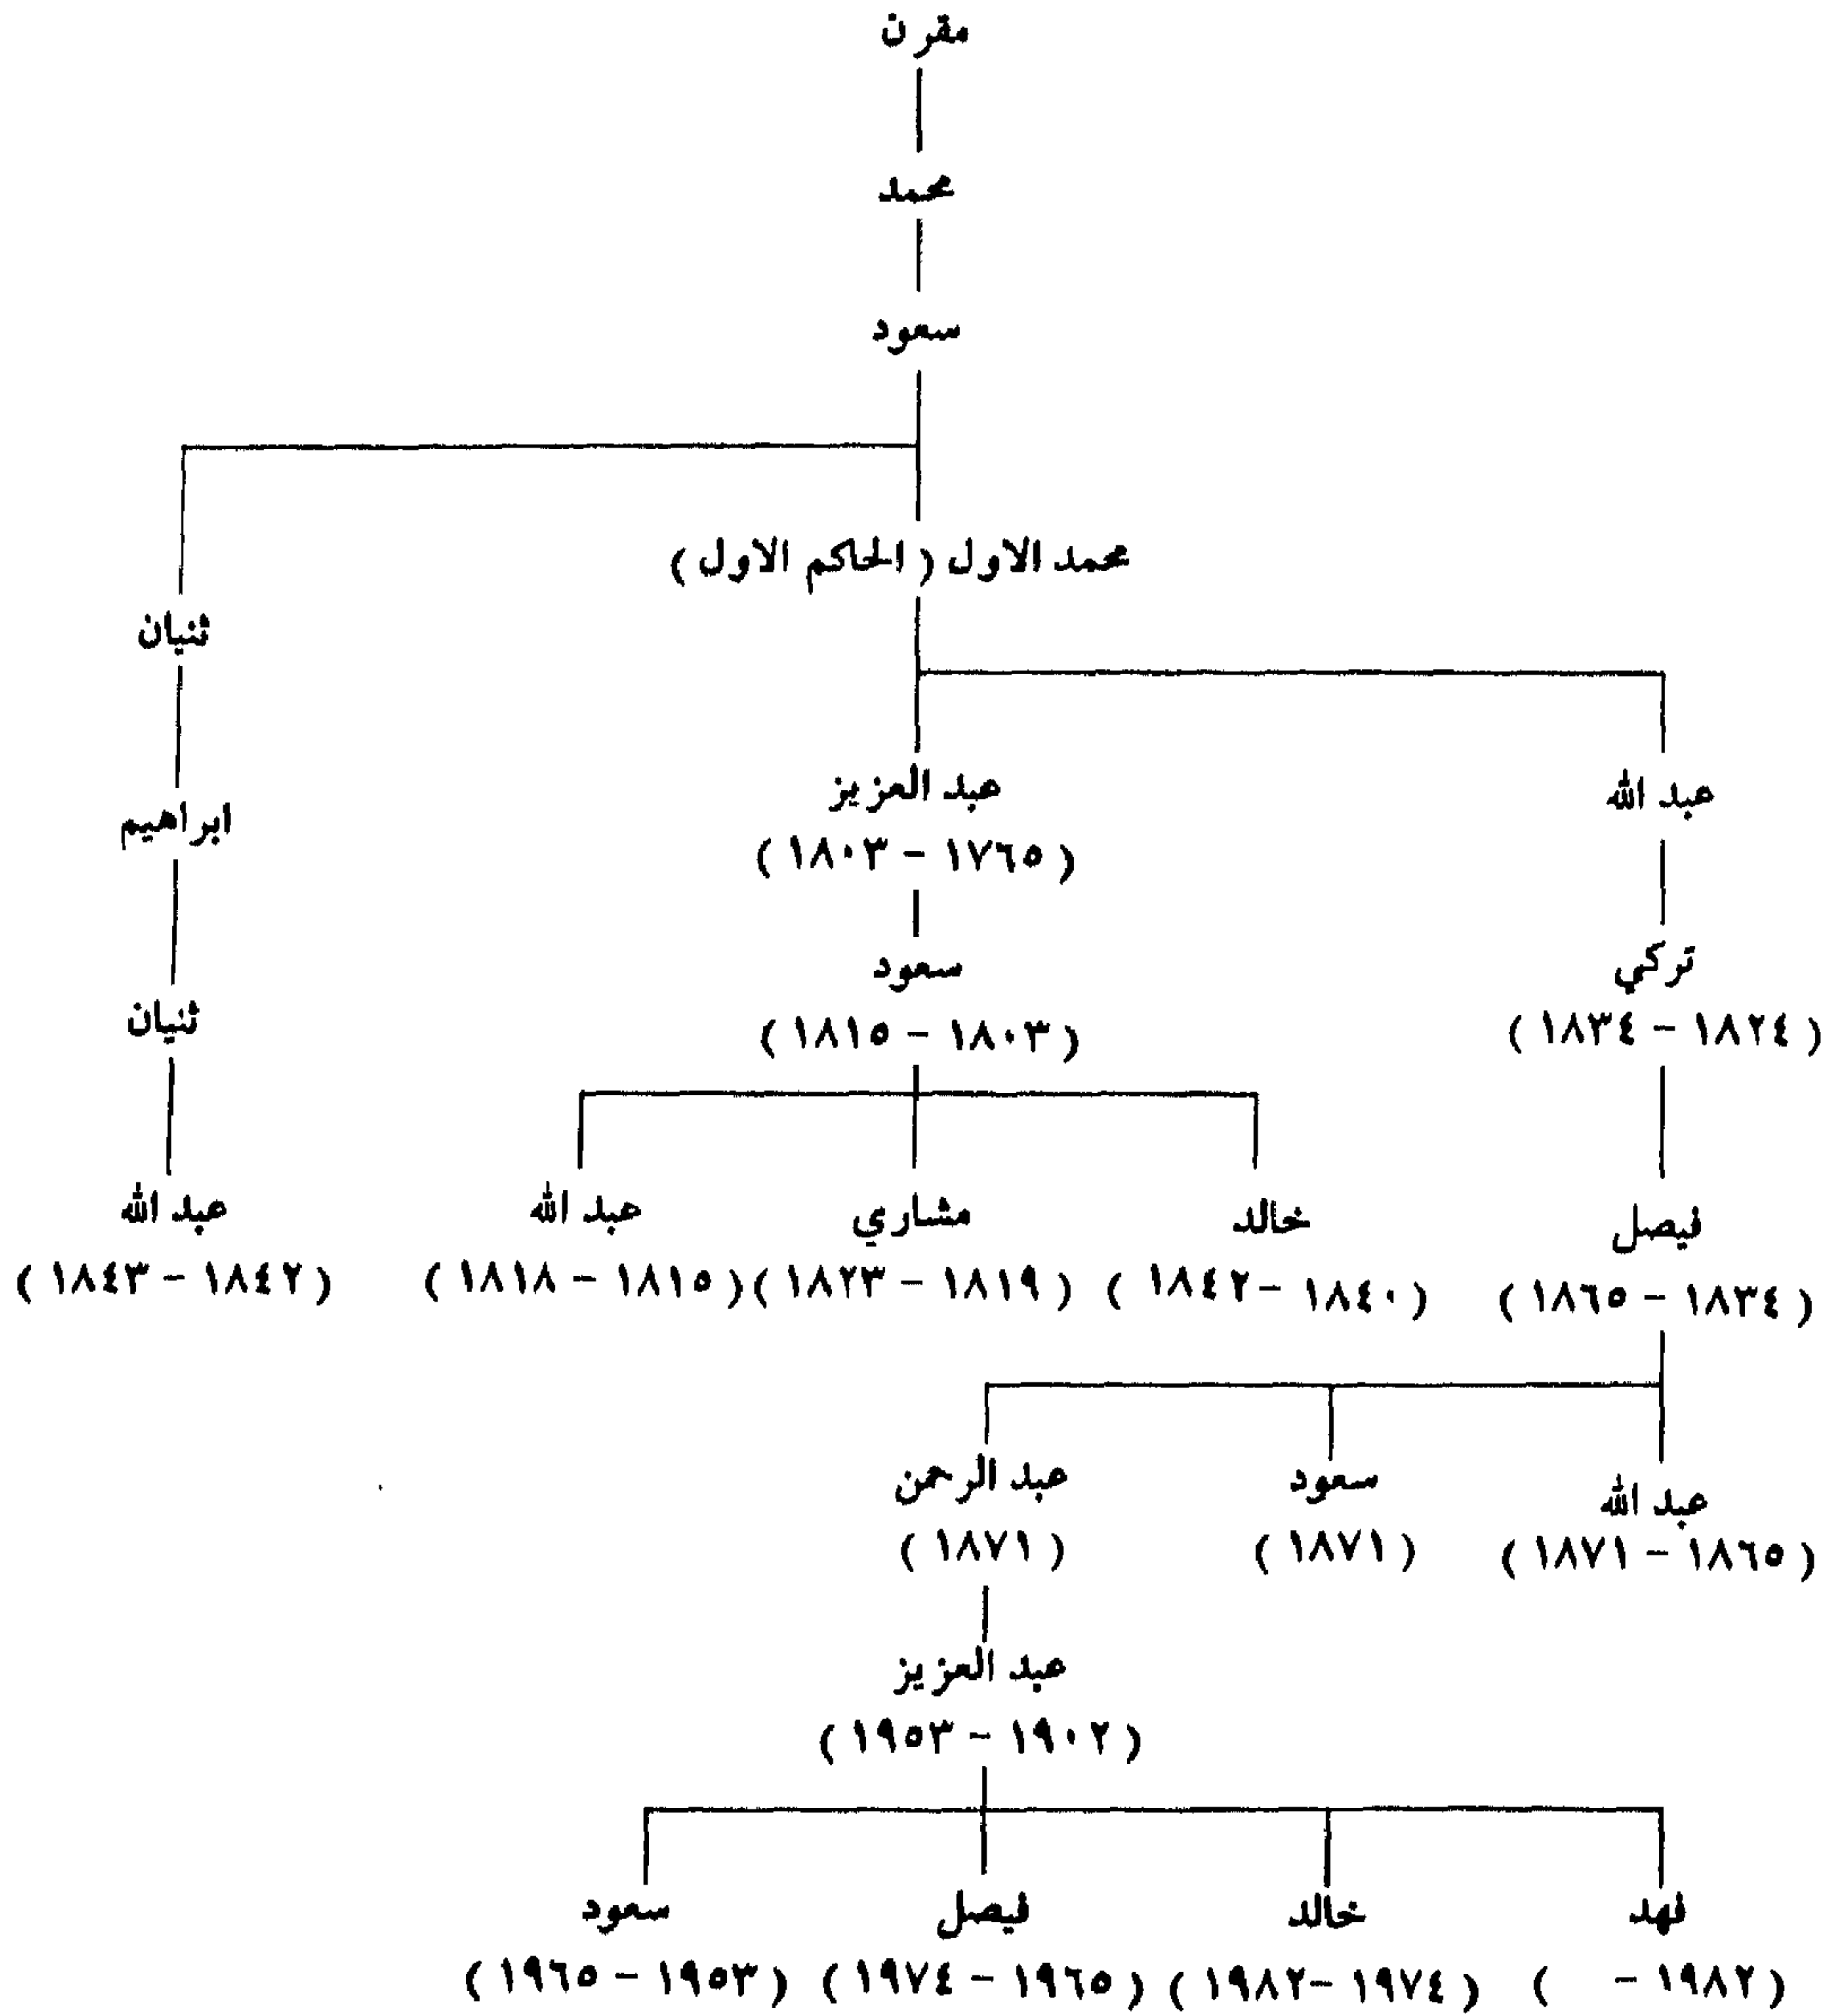 مقرن
محمد
سعود
محمد الاول ( الحاكم الاول )
ثنيان
عبد الله
عبد العزيز
( ١٧٦٥ – ١٨٠٣ )
ابراهيم
تركي
( ١٨٢٤ – ١٨٣٤ )
سعود
( ١٨٠٣ – ١٨١٥ )
ثنيان
فيصل
( ١٨٣٤ – ١٨٦٥ )
خالد
( ١٨٤٠ – ١٨٤٢ )
مشاري
( ١٨١٩ – ١٨٢٣ )
عبد الله
( ١٨١٥ – ١٨١٨ )
عبد الله
( ١٨٤٢ – ١٨٤٣ )
عبد الله
( ١٨٦٥ – ١٨٧١ )
سعود
( ١٨٧١ )
عبد الرحمن
( ١٨٧١ )
عبد العزيز
( ١٩٠٢ – ١٩٥٣ )
فهد
( ١٩٨٢ – )
خالد
( ١٩٧٤ – ١٩٨٢ )
فيصل
( ١٩٦٥ – ١٩٧٤ )
سعود
( ١٩٥٣ – ١٩٦٥ )